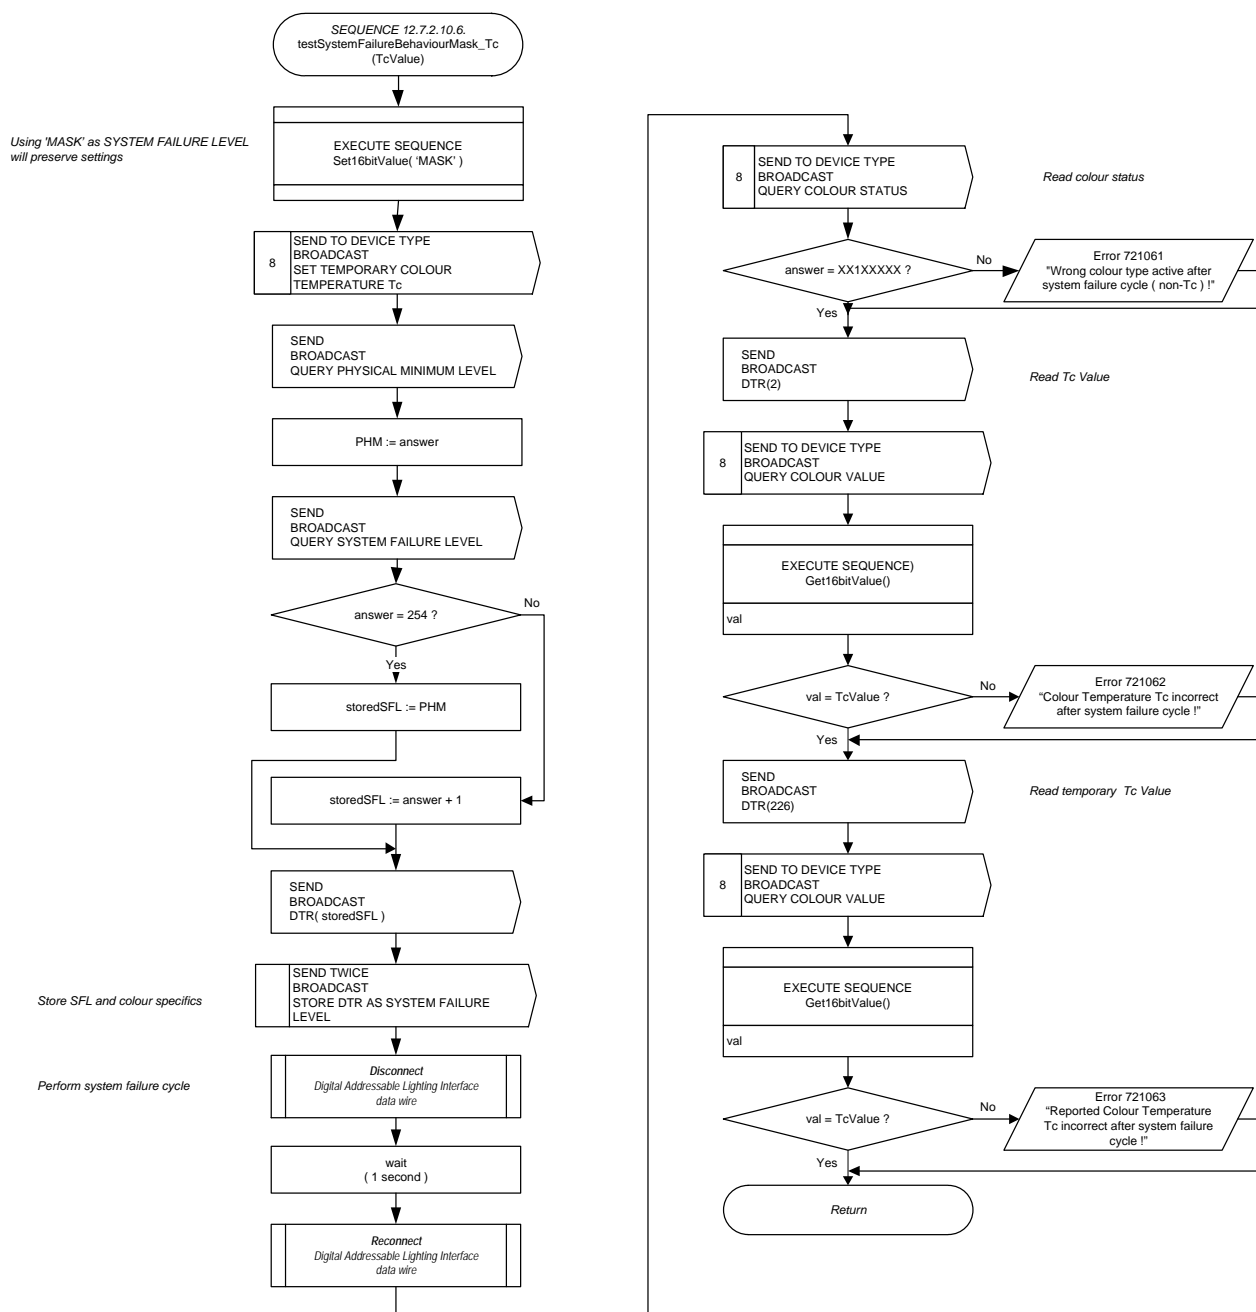 SEQUENCE 12.7.2.10.6.
testSystemFailureBehaviourMask_Tc
(TcValue)
Using 'MASK' as SYSTEM FAILURE LEVEL
will preserve settings
EXECUTE SEQUENCE
Set16bitValue( ‘MASK’ )
8
SEND TO DEVICE TYPE
BROADCAST
SET TEMPORARY COLOUR
TEMPERATURE Tc
SEND
BROADCAST
QUERY PHYSICAL MINIMUM LEVEL
PHM := answer
SEND
BROADCAST
QUERY SYSTEM FAILURE LEVEL
answer = 254 ?
No
Yes
storedSFL := PHM
storedSFL := answer + 1
SEND
BROADCAST
DTR( storedSFL )
Store SFL and colour specifics
SEND TWICE
BROADCAST
STORE DTR AS SYSTEM FAILURE
LEVEL
Perform system failure cycle
Disconnect
Digital Addressable Lighting Interface
data wire
wait
( 1 second )
Reconnect
Digital Addressable Lighting Interface
data wire
8
SEND TO DEVICE TYPE
BROADCAST
QUERY COLOUR STATUS
Read colour status
answer = XX1XXXXX ?
No
Error 721061
"Wrong colour type active after
system failure cycle ( non-Tc ) !"
Yes
SEND
BROADCAST
DTR(2)
Read Tc Value
8
SEND TO DEVICE TYPE
BROADCAST
QUERY COLOUR VALUE
EXECUTE SEQUENCE)
Get16bitValue()
val
val = TcValue ?
No
Error 721062
“Colour Temperature Tc incorrect
after system failure cycle !”
Yes
SEND
BROADCAST
DTR(226)
Read temporary Tc Value
8
SEND TO DEVICE TYPE
BROADCAST
QUERY COLOUR VALUE
EXECUTE SEQUENCE
Get16bitValue()
val
val = TcValue ?
No
Error 721063
“Reported Colour Temperature
Tc incorrect after system failure
cycle !”
Yes
Return